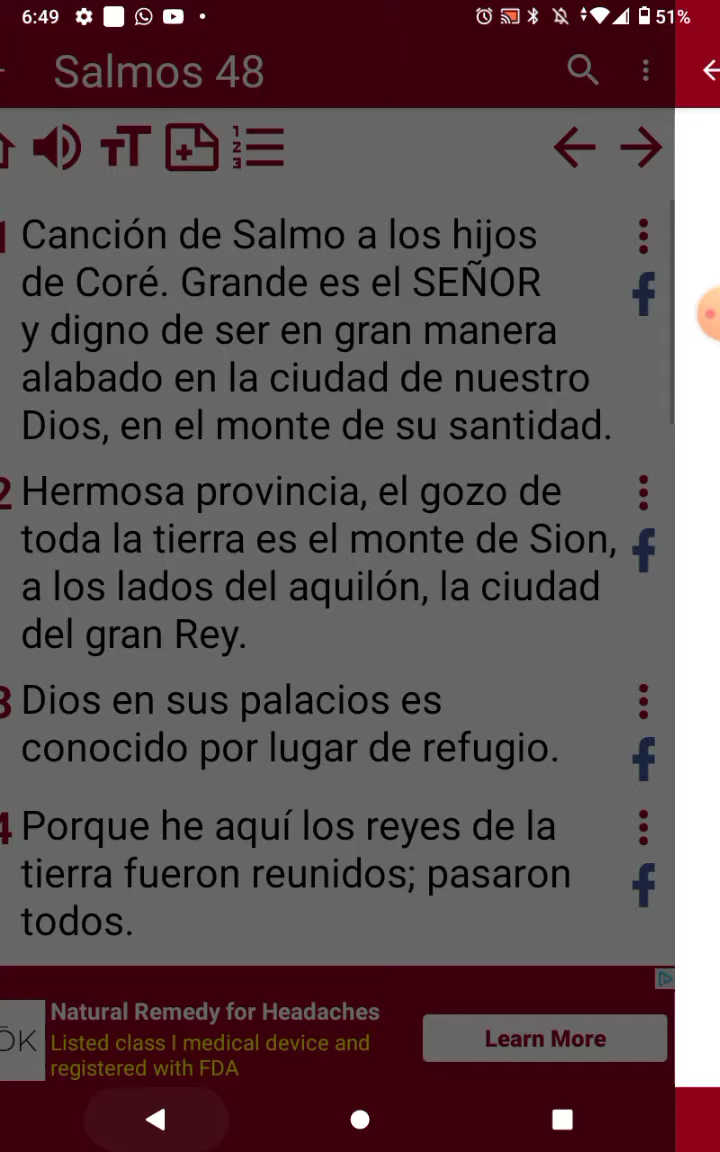 6:49 51%
Salmos 48
1 Canción de Salmo a los hijos
de Coré. Grande es el SEÑOR
y digno de ser en gran manera
alabado en la ciudad de nuestro
Dios, en el monte de su santidad.
2 Hermosa provincia, el gozo de
toda la tierra es el monte de Sion,
a los lados del aquilón, la ciudad
del gran Rey.
3 Dios en sus palacios es
conocido por lugar de refugio.
4 Porque he aquí los reyes de la
tierra fueron reunidos; pasaron
todos.
Natural Remedy for Headaches
Listed class I medical device and
registered with FDA
Learn More